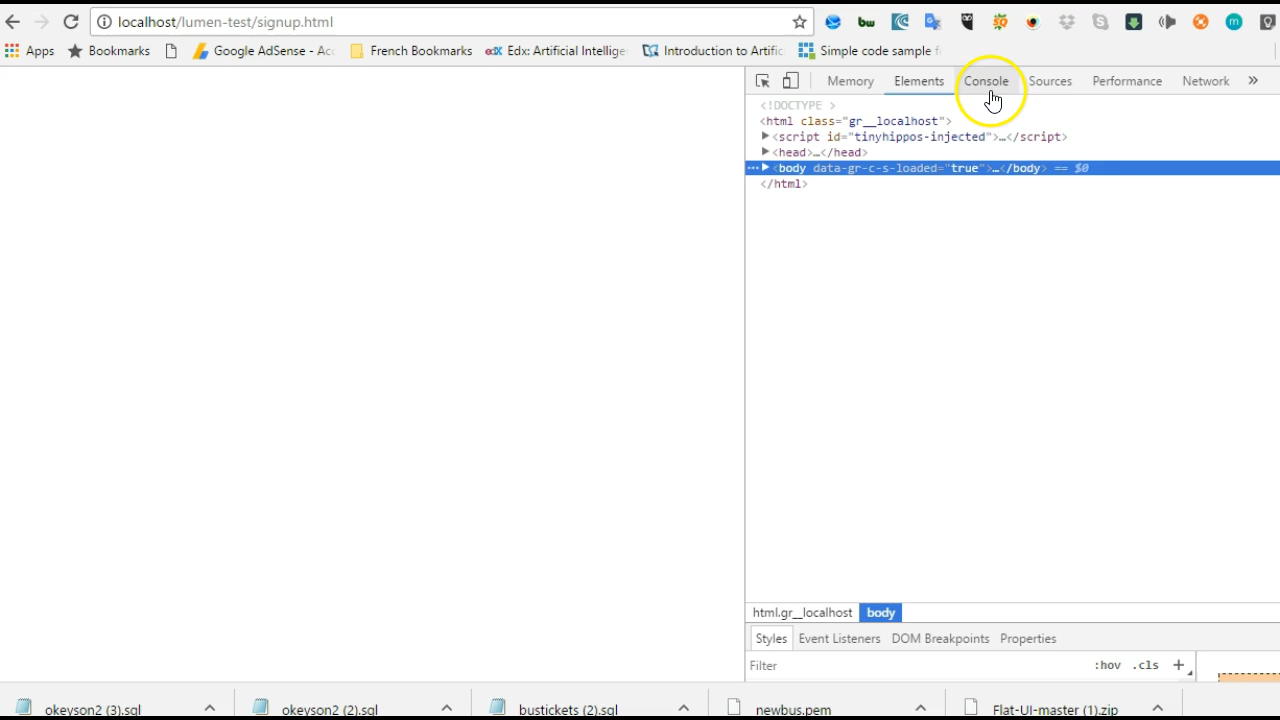 localhost/lumen-test/signup.html
Apps Bookmarks Google AdSense - Acc French Bookmarks edX Edx: Artificial Intellige Introduction to Artific Simple code sample f
Memory Elements Console Sources Performance Network »
<!DOCTYPE >
<html class="gr__localhost">
▶<script id="tinyhippos-injected">…</script>
▶<head>…</head>
…▶<body data-gr-c-s-loaded="true">…</body> == $0
</html>
html.gr__localhost body
Styles Event Listeners DOM Breakpoints Properties
Filter :hov .cls +
okeyson2 (3).sql okeyson2 (2).sql bustickets (2).sql newbus.pem Flat-UI-master (1).zip